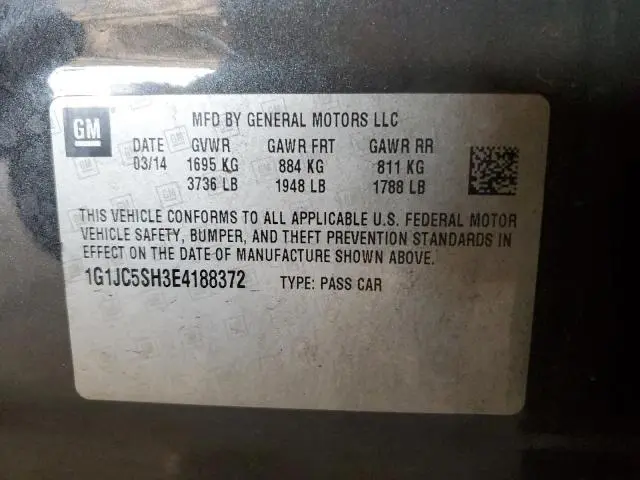 GM
MFD BY GENERAL MOTORS LLC
DATE GVWR GAWR FRT GAWR RR
03/14 1695 KG 884 KG 811 KG
3736 LB 1948 LB 1788 LB
THIS VEHICLE CONFORMS TO ALL APPLICABLE U.S. FEDERAL MOTOR
VEHICLE SAFETY, BUMPER, AND THEFT PREVENTION STANDARDS IN
EFFECT ON THE DATE OF MANUFACTURE SHOWN ABOVE.
1G1JC5SH3E4188372 TYPE: PASS CAR